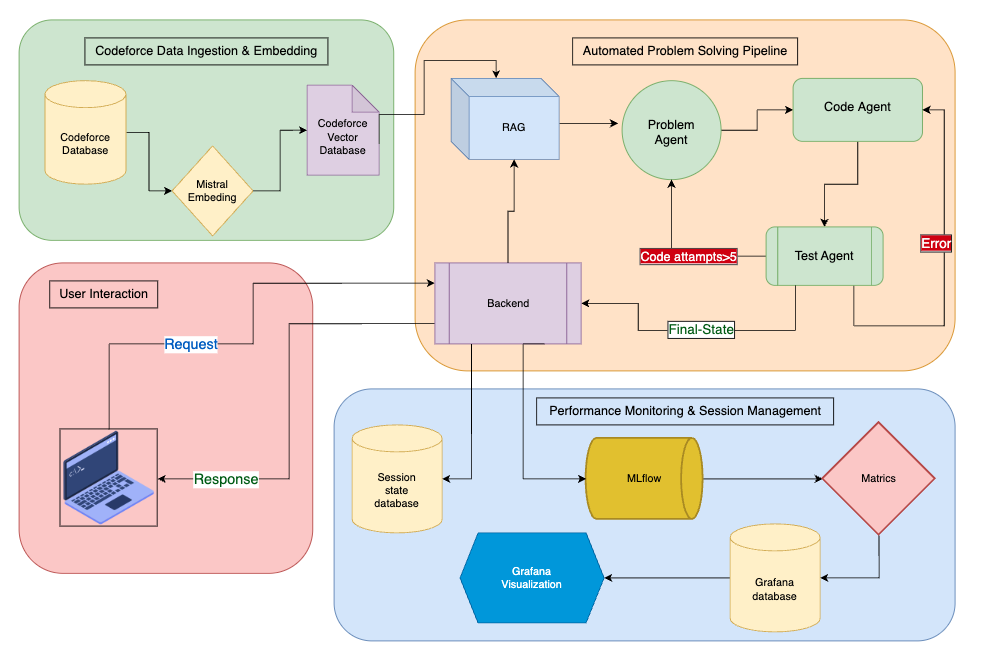 Codeforce Data Ingestion & Embedding
Codeforce
Database
Mistral
Embeding
Codeforce
Vector
Database
Automated Problem Solving Pipeline
RAG
Problem
Agent
Code Agent
Test Agent
Error
Code attampts>5
Final-State
Backend
User Interaction
Request
Response
Performance Monitoring & Session Management
Session
state
database
MLflow
Matrics
Grafana
database
Grafana
Visualization